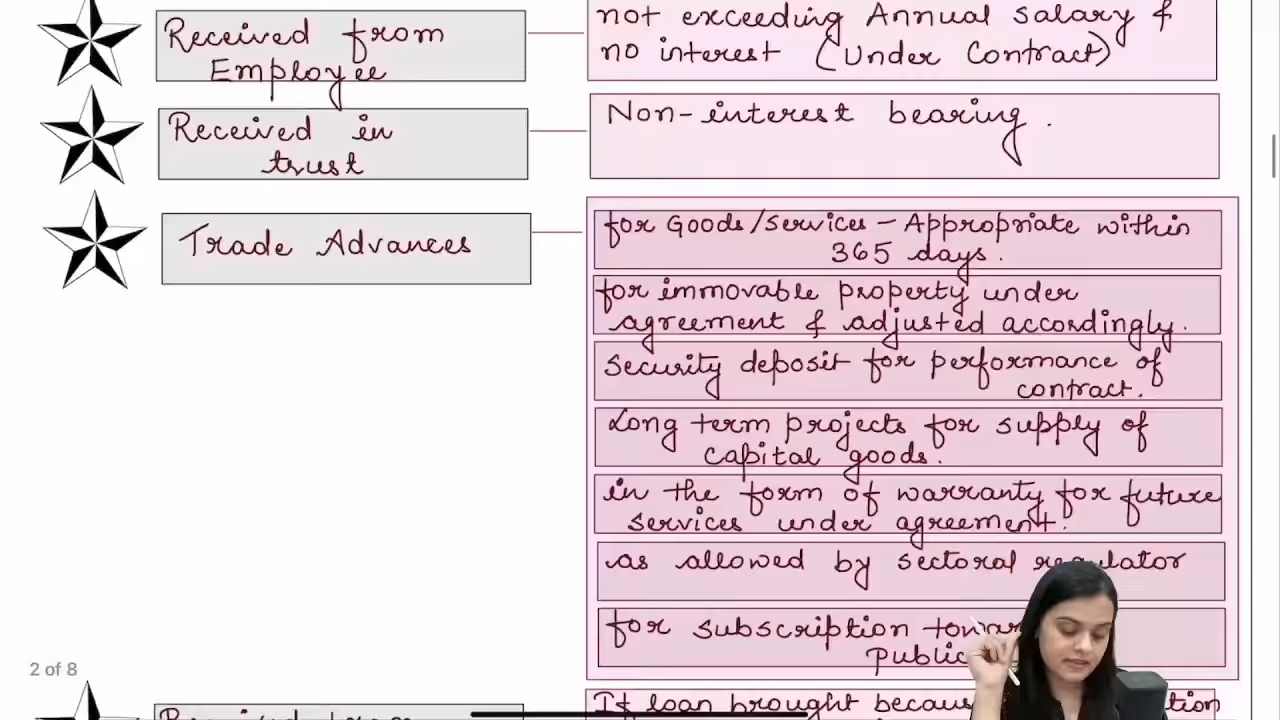 Received from
Employee
not exceeding Annual salary &
no interest (Under Contract)
Received in
trust
Non-interest bearing.
Trade Advances
for Goods/services - Appropriate within
365 days.
for immovable property under
agreement & adjusted accordingly.
security deposit for performance of
contract.
Long term projects for supply of
capital goods.
in the form of warranty for future
services under agreement.
as allowed by sectoral regulator
for subscription
public
2 of 8
Received from
If loan brought